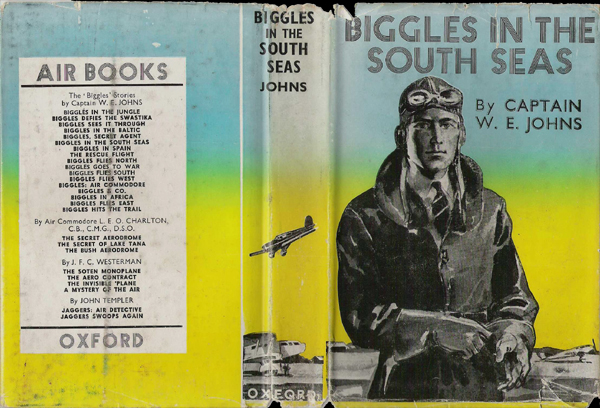 AIR BOOKS
The 'Biggles' Stories
by Captain W. E. JOHNS
BIGGLES IN THE JUNGLE
BIGGLES DEFIES THE SWASTIKA
BIGGLES SEES IT THROUGH
BIGGLES IN THE BALTIC
BIGGLES, SECRET AGENT
BIGGLES IN THE SOUTH SEAS
BIGGLES IN SPAIN
THE RESCUE FLIGHT
BIGGLES FLIES NORTH
BIGGLES GOES TO WAR
BIGGLES FLIES SOUTH
BIGGLES FLIES WEST
BIGGLES: AIR COMMODORE
BIGGLES & CO.
BIGGLES IN AFRICA
BIGGLES FLIES EAST
BIGGLES HITS THE TRAIL
By Air Commodore L. E. O. CHARLTON,
C.B., C.M.G., D.S.O.
THE SECRET AERODROME
THE SECRET OF LAKE TANA
THE BUSH AERODROME
By J. F. C. WESTERMAN
THE SOTEN MONOPLANE
THE AERO CONTRACT
THE INVISIBLE 'PLANE
A MYSTERY OF THE AIR
By JOHN TEMPLER
JAGGERS: AIR DETECTIVE
JAGGERS SWOOPS AGAIN
OXFORD
BIGGLES
IN THE
SOUTH
SEAS
JOHNS
OXFORD
BIGGLES IN THE
SOUTH SEAS
By CAPTAIN
W. E. JOHNS